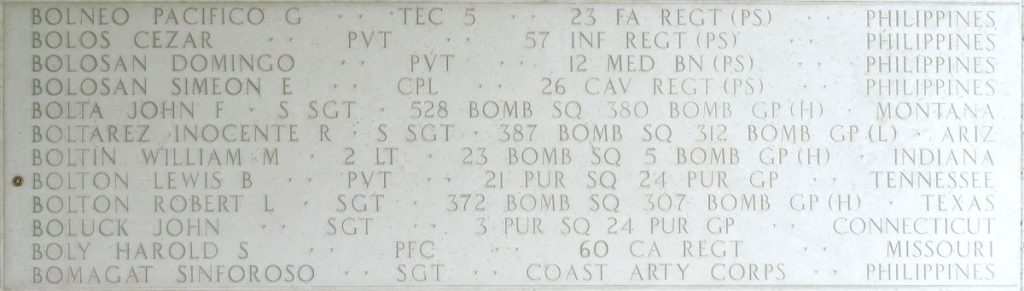 BOLNEO PACIFICO G · · TEC 5 · · 23 FA REGT (PS) · · PHILIPPINES
BOLOS CEZAR · · PVT · · 57 INF REGT (PS) · · PHILIPPINES
BOLOSAN DOMINGO · · PVT · · 12 MED BN (PS) · · PHILIPPINES
BOLOSAN SIMEON E · · CPL · · 26 CAV REGT (PS) · · PHILIPPINES
BOLTA JOHN F · S SGT · 528 BOMB SQ 380 BOMB GP (H) · MONTANA
BOLTAREZ INOCENTE R · S SGT · 387 BOMB SQ 312 BOMB GP (L) · ARIZ
BOLTIN WILLIAM M · 2 LT · 23 BOMB SQ 5 BOMB GP (H) · INDIANA
BOLTON LEWIS B · · PVT · · 21 PUR SQ 24 PUR GP · · TENNESSEE
BOLTON ROBERT L · SGT · 372 BOMB SQ 307 BOMB GP (H) · TEXAS
BOLUCK JOHN · · SGT · · 3 PUR SQ 24 PUR GP · · CONNECTICUT
BOLY HAROLD S · · PFC · · 60 CA REGT · · MISSOURI
BOMAGAT SINFOROSO · · SGT · · COAST ARTY CORPS · · PHILIPPINES